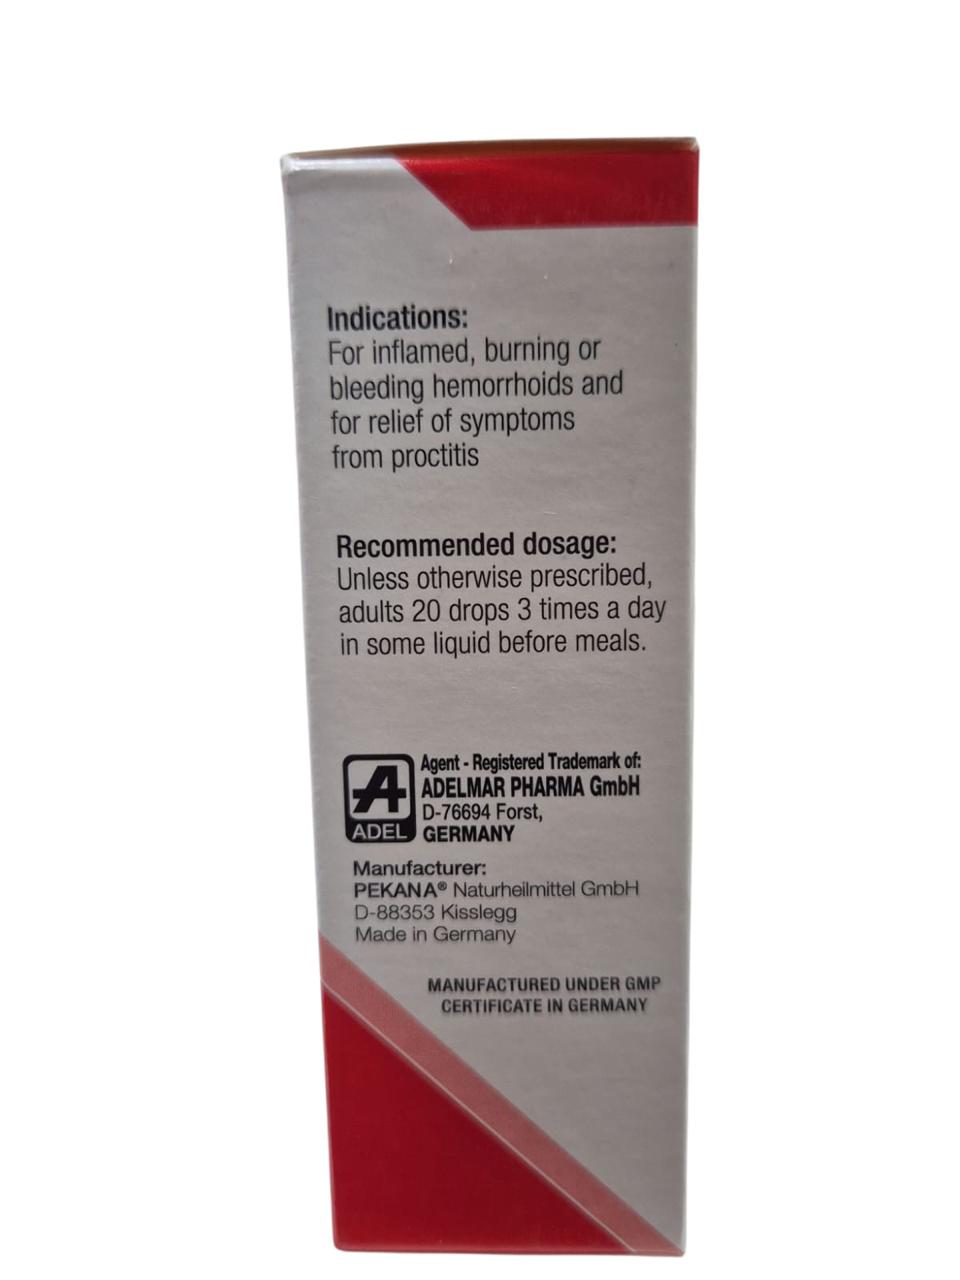 Indications:
For inflamed, burning or
bleeding hemorrhoids and
for relief of symptoms
from proctitis
Recommended dosage:
Unless otherwise prescribed,
adults 20 drops 3 times a day
in some liquid before meals.
A
ADEL
Agent - Registered Trademark of:
ADELMAR PHARMA GmbH
D-76694 Forst,
GERMANY
Manufacturer:
PEKANA® Naturheilmittel GmbH
D-88353 Kisslegg
Made in Germany
MANUFACTURED UNDER GMP
CERTIFICATE IN GERMANY